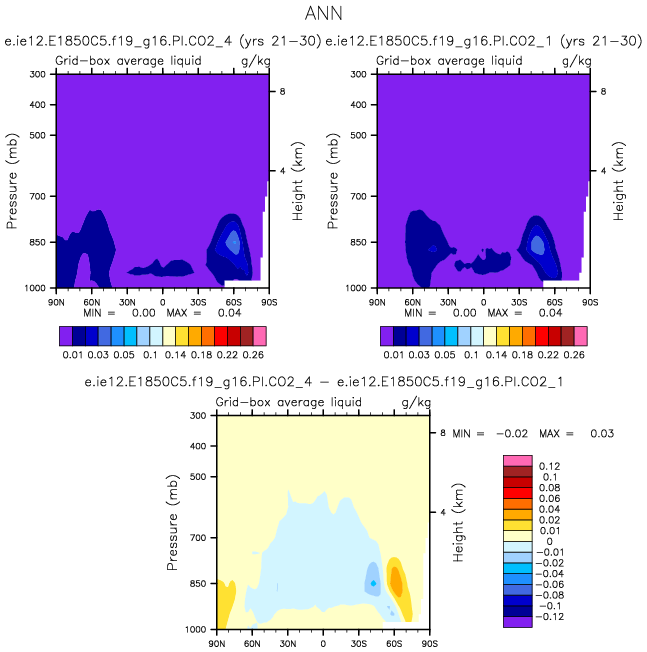 ANN
e.ie12.E1850C5.f19_g16.PI.CO2_4 (yrs 21-30) e.ie12.E1850C5.f19_g16.PI.CO2_1 (yrs 21-30)
Grid-box average liquid g/kg Grid-box average liquid g/kg
300 300
8 8
400 400
500 500
Pressure (mb) Height (km) Pressure (mb) Height (km)
4 4
700 700
850 850
1000 1000
90N 60N 30N 0 30S 60S 90S 90N 60N 30N 0 30S 60S 90S
MIN = 0.00 MAX = 0.04 MIN = 0.00 MAX = 0.04
0.01 0.03 0.05 0.1 0.14 0.18 0.22 0.26 0.01 0.03 0.05 0.1 0.14 0.18 0.22 0.26
e.ie12.E1850C5.f19_g16.PI.CO2_4 - e.ie12.E1850C5.f19_g16.PI.CO2_1
Grid-box average liquid g/kg
300
8 MIN = -0.02 MAX = 0.03
400
500
Pressure (mb) Height (km)
4
700
850
1000
90N 60N 30N 0 30S 60S 90S
0.12
0.1
0.08
0.06
0.04
0.02
0.01
0
-0.01
-0.02
-0.04
-0.06
-0.08
-0.1
-0.12